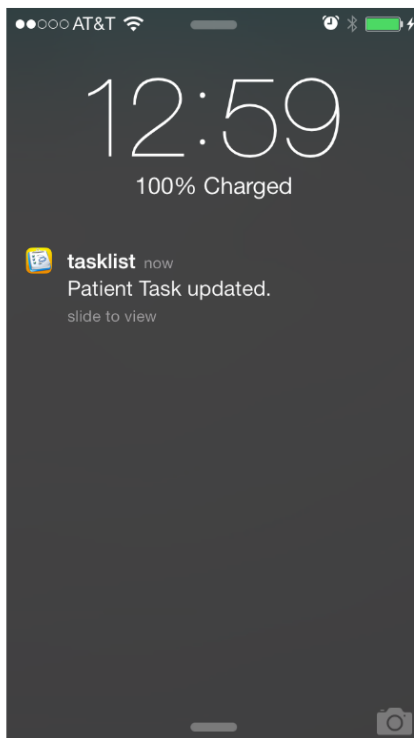 AT&T
12:59
100% Charged
tasklist now
Patient Task updated.
slide to view